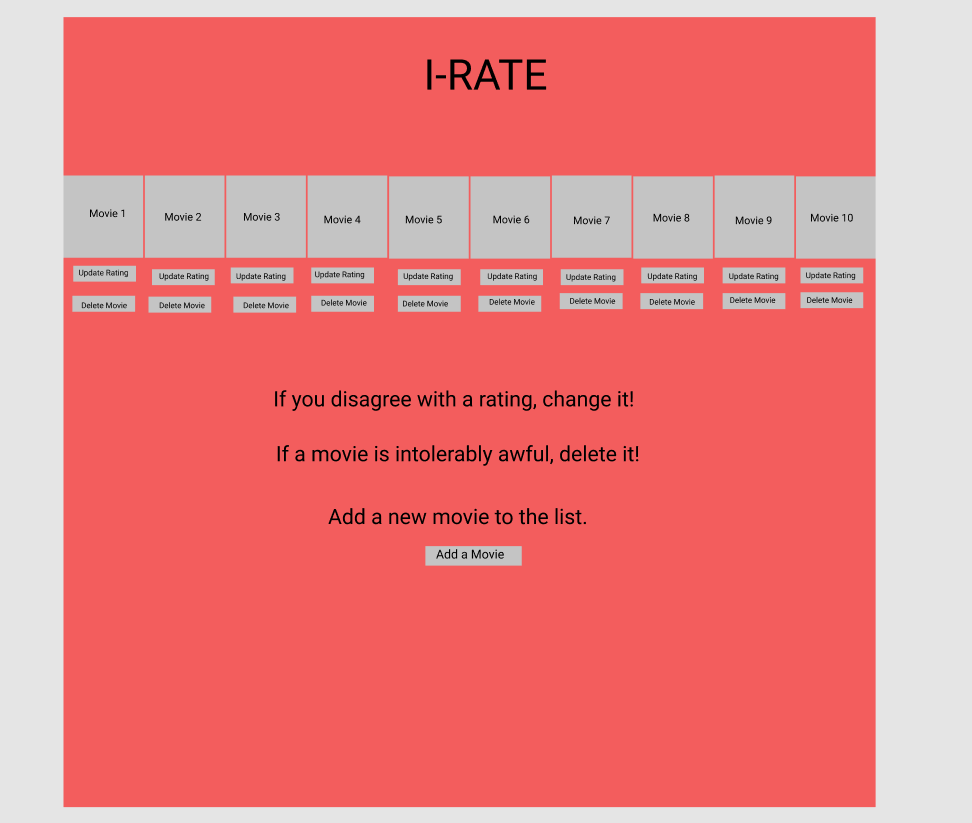 I-RATE
Movie 1 Movie 2 Movie 3 Movie 4 Movie 5 Movie 6 Movie 7 Movie 8 Movie 9 Movie 10
Update Rating Update Rating Update Rating Update Rating Update Rating Update Rating Update Rating Update Rating Update Rating Update Rating
Delete Movie Delete Movie Delete Movie Delete Movie Delete Movie Delete Movie Delete Movie Delete Movie Delete Movie Delete Movie
If you disagree with a rating, change it!
If a movie is intolerably awful, delete it!
Add a new movie to the list.
Add a Movie